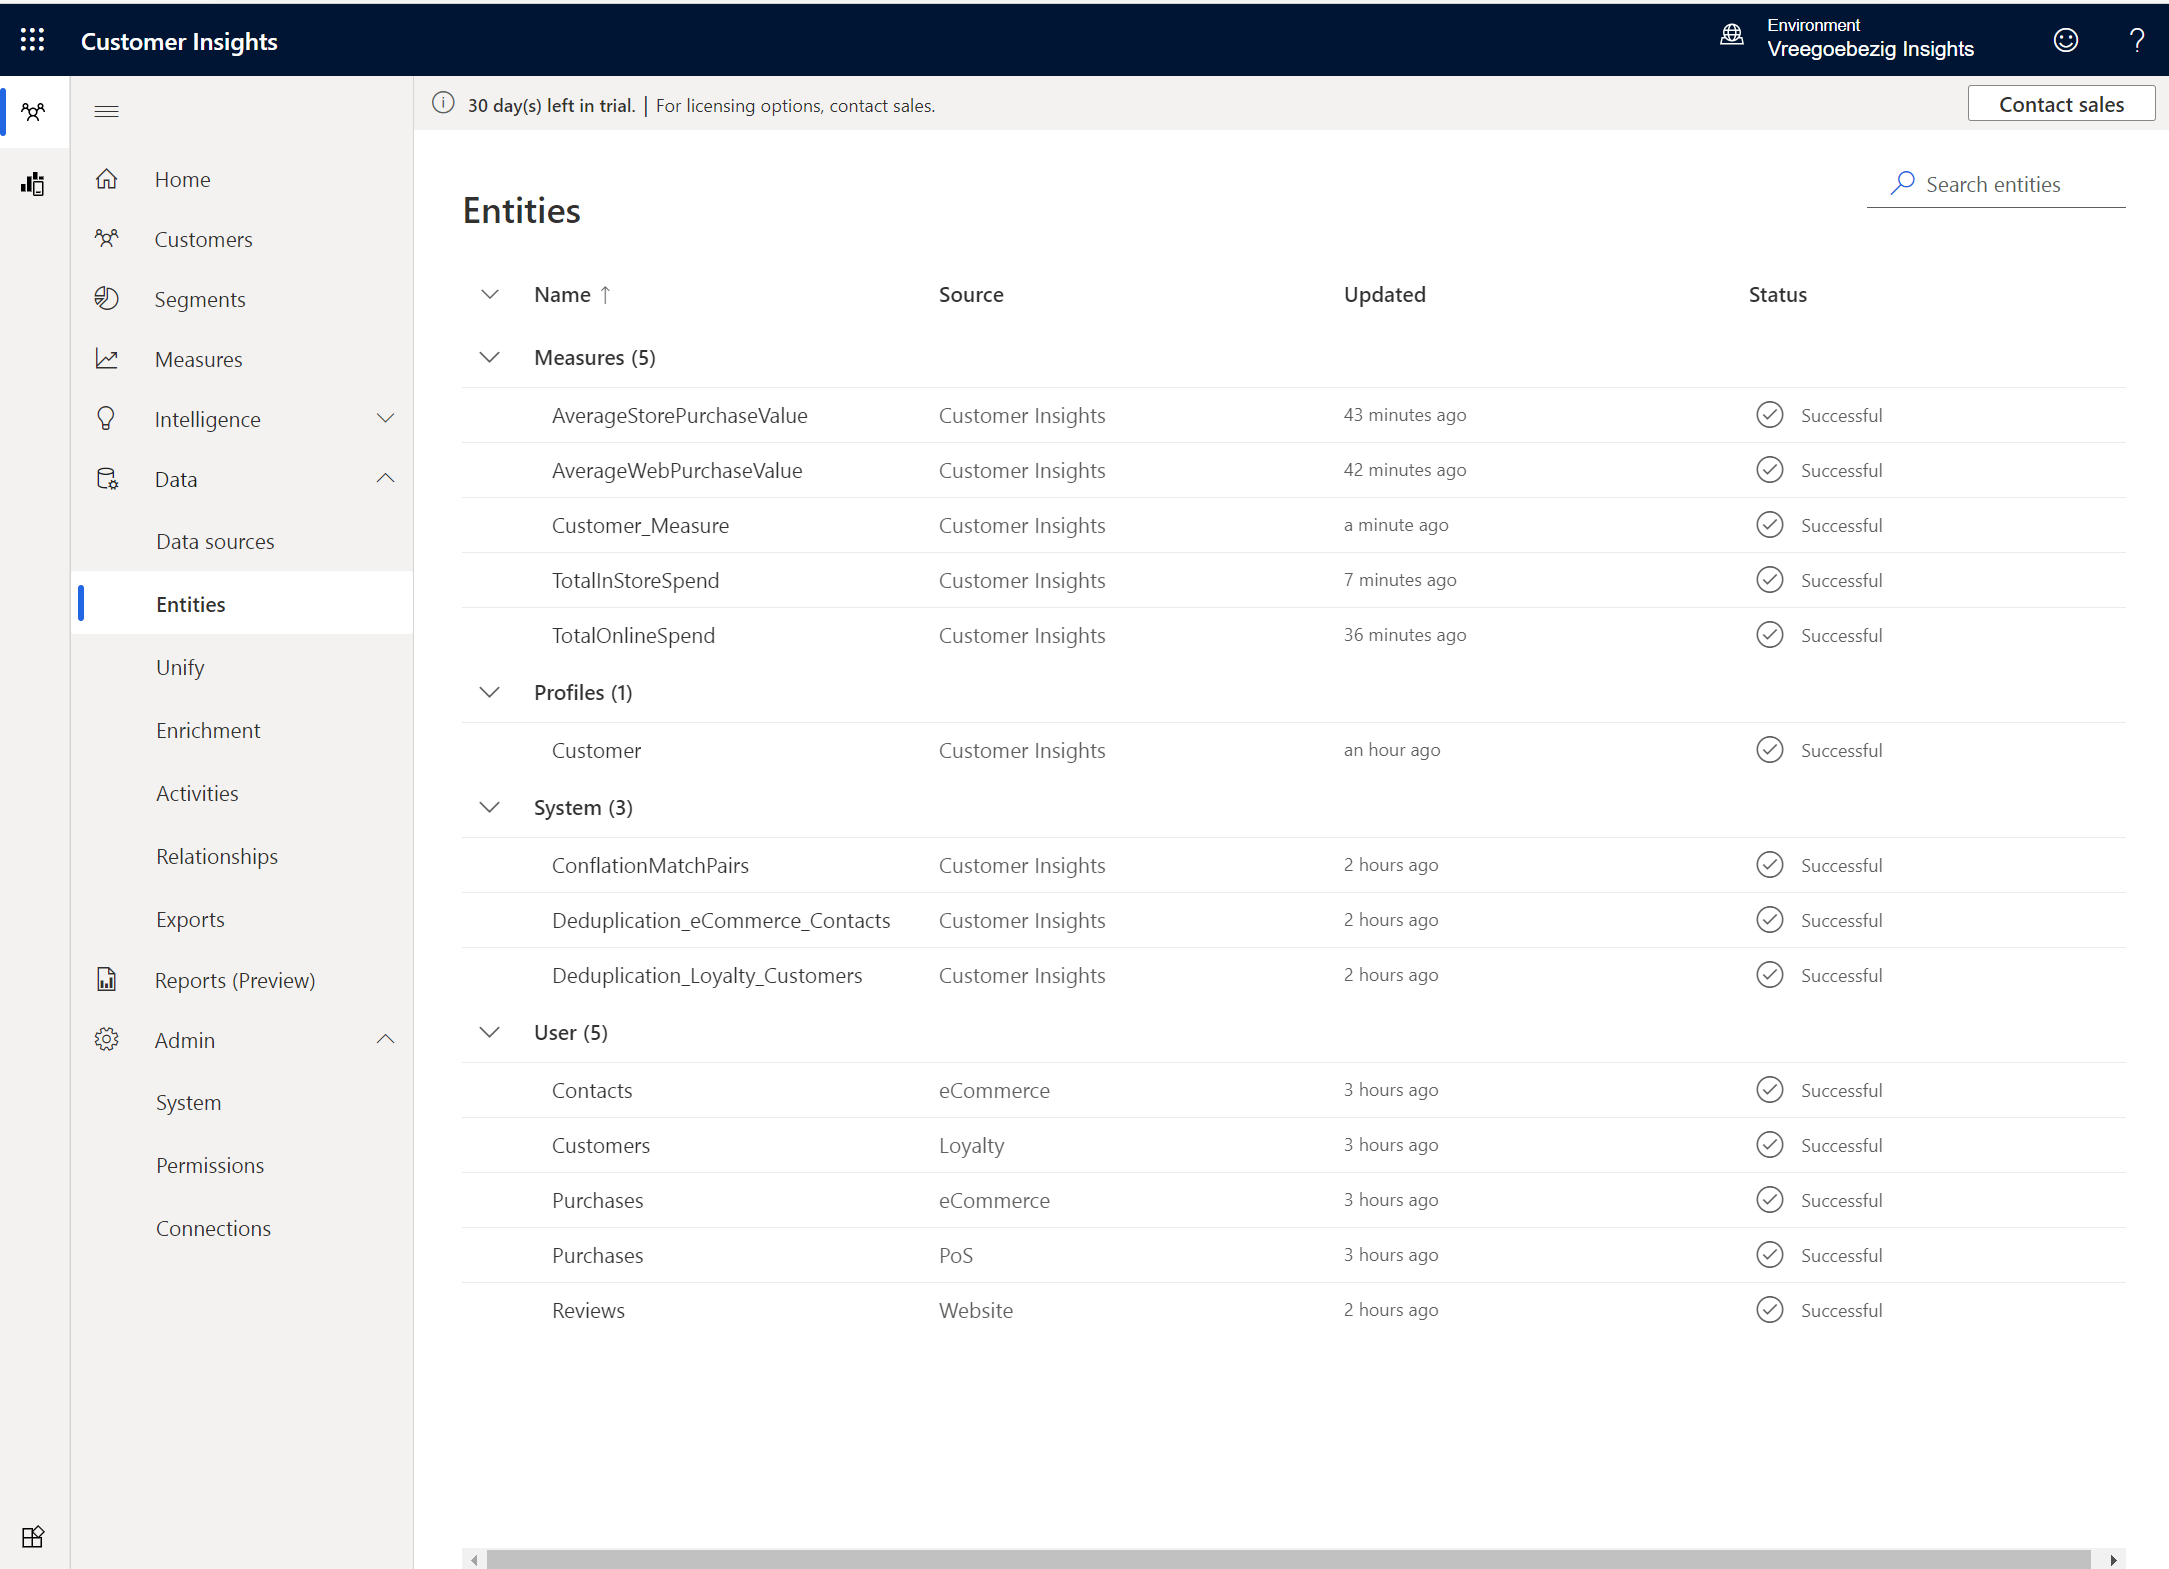 Customer Insights
Environment
Vreegoebezig Insights
?
30 day(s) left in trial. | For licensing options, contact sales.
Contact sales
Home
Customers
Segments
Measures
Intelligence
Data
Data sources
Entities
Unify
Enrichment
Activities
Relationships
Exports
Reports (Preview)
Admin
System
Permissions
Connections
Entities
Search entities
Name ↑ Source Updated Status
Measures (5)
AverageStorePurchaseValue Customer Insights 43 minutes ago Successful
AverageWebPurchaseValue Customer Insights 42 minutes ago Successful
Customer_Measure Customer Insights a minute ago Successful
TotalInStoreSpend Customer Insights 7 minutes ago Successful
TotalOnlineSpend Customer Insights 36 minutes ago Successful
Profiles (1)
Customer Customer Insights an hour ago Successful
System (3)
ConflationMatchPairs Customer Insights 2 hours ago Successful
Deduplication_eCommerce_Contacts Customer Insights 2 hours ago Successful
Deduplication_Loyalty_Customers Customer Insights 2 hours ago Successful
User (5)
Contacts eCommerce 3 hours ago Successful
Customers Loyalty 3 hours ago Successful
Purchases eCommerce 3 hours ago Successful
Purchases PoS 3 hours ago Successful
Reviews Website 2 hours ago Successful